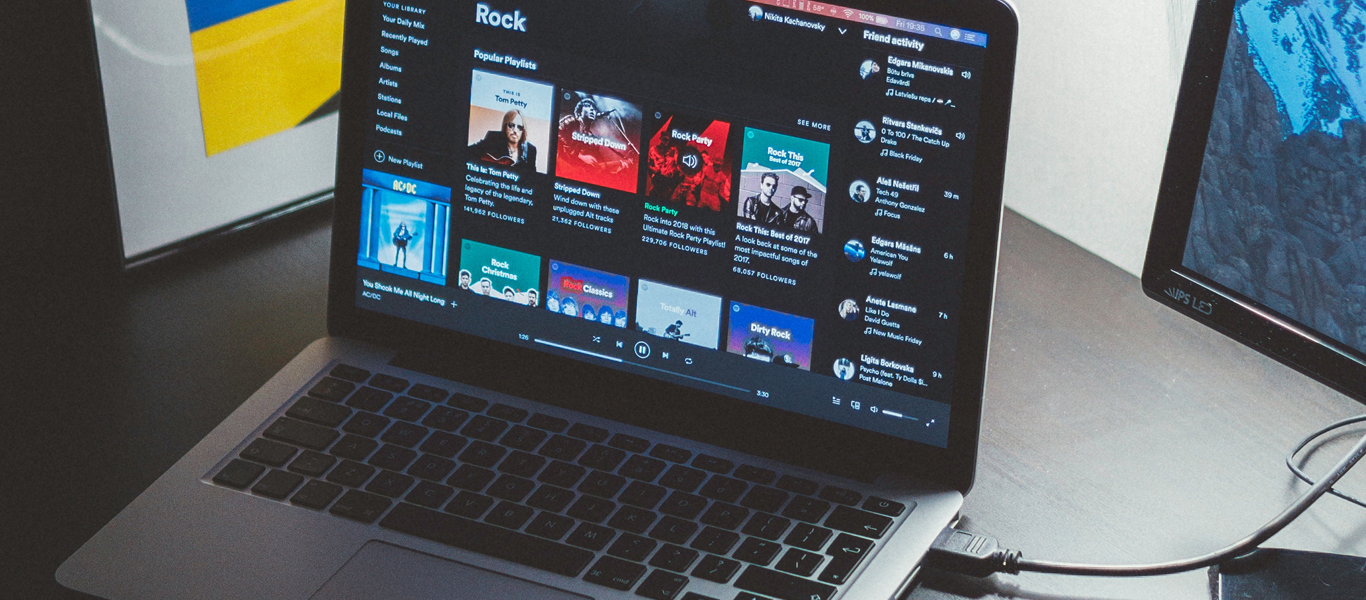 58° 100% Fri 19:35
YOUR LIBRARY
Your Daily Mix
Recently Played
Songs
Albums
Artists
Stations
Local Files
Podcasts
New Playlist
AC/DC
You Shook Me All Night Long
AC/DC
Rock
Nikita Kachanovsky
Popular Playlists
SEE MORE
THIS IS
Tom Petty
This Is: Tom Petty
Celebrating the life and
legacy of the legendary,
Tom Petty.
141,962 FOLLOWERS
Stripped Down
Stripped Down
Wind down with these
unplugged Alt tracks
21,362 FOLLOWERS
Rock Party
Rock Party
Rock into 2018 with this
Ultimate Rock Party Playlist!
229,706 FOLLOWERS
Rock This
Best of 2017
Rock This: Best of 2017
A look back at some of the
most impactful songs of
2017.
68,057 FOLLOWERS
Rock
Christmas
Rock Classics
Totally Alt
Dirty Rock
1:26
3:30
Friend activity
Edgars Mikanovskis
Būtu brīvs
Edavārdi
Latviešu reps /
Ritvars Stankevičs
0 To 100 / The Catch Up
Drake
Black Friday
Aleš Nešetřil 39 m
Tech 49
Anthony Gonzalez
Focus
Edgars Māsāns 6 h
American You
Yelawolf
yelawolf
Anete Lasmane 7 h
Like I Do
David Guetta
New Music Friday
Ligita Borkovska 9 h
Psycho (feat. Ty Dolla $i...
Post Malone
IPS LED